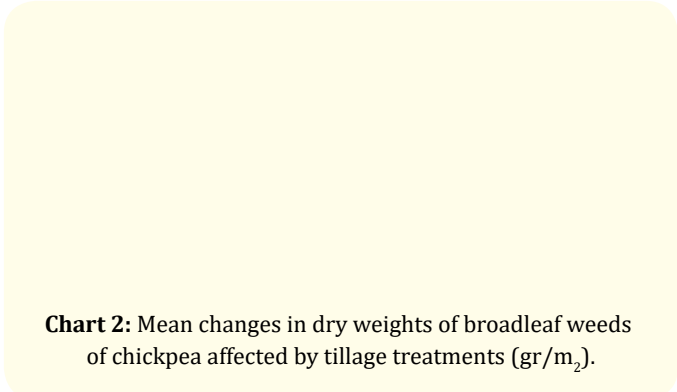 Chart 2: Mean changes in dry weights of broadleaf weeds
of chickpea affected by tillage treatments (gr/m₂).